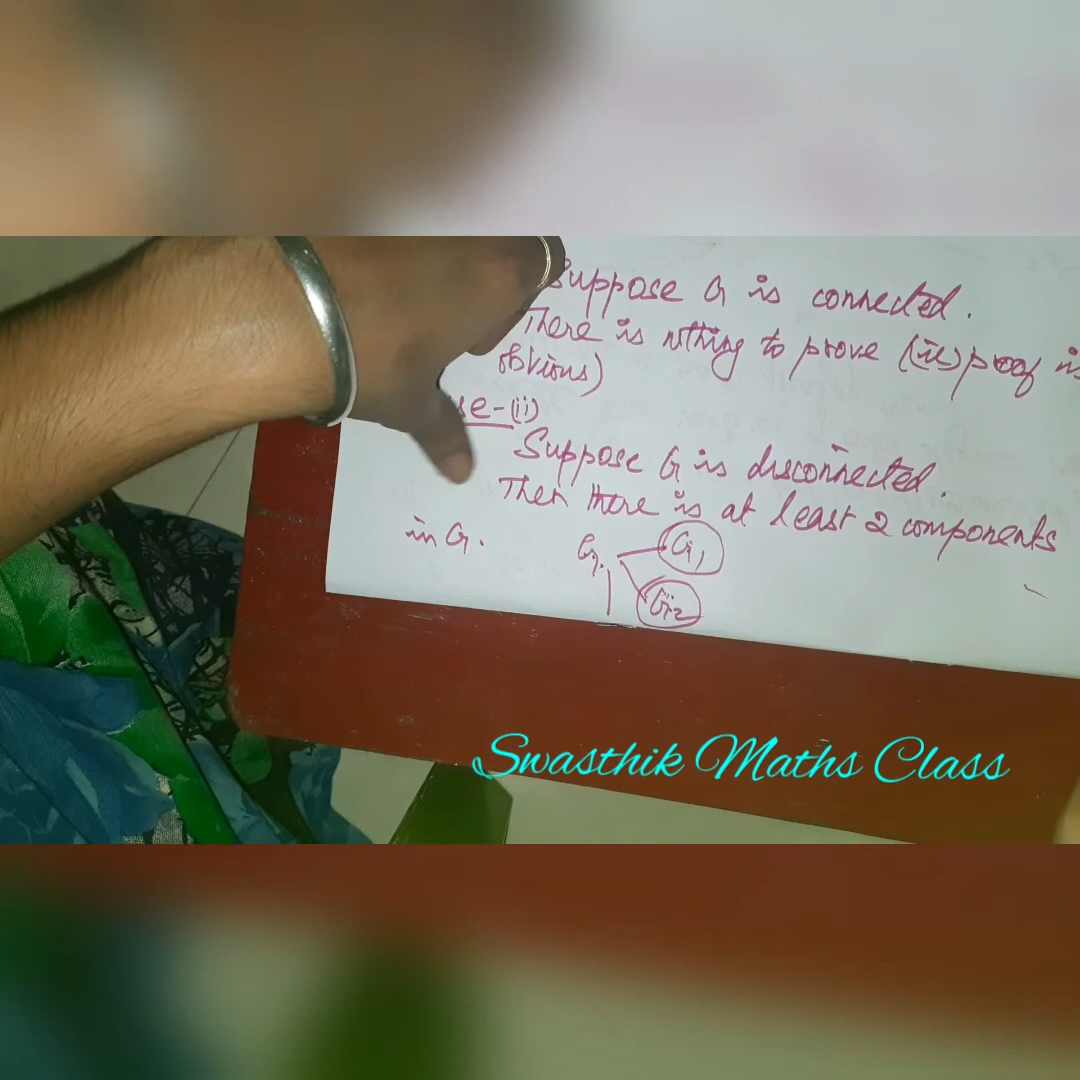 Suppose G is connected.
There is nthing to prove (ie) proof is
obvious)
se-(ii)
Suppose G is disconnected.
Then there is at least 2 components
in G.
G.
G1
G2
Swasthik Maths Class